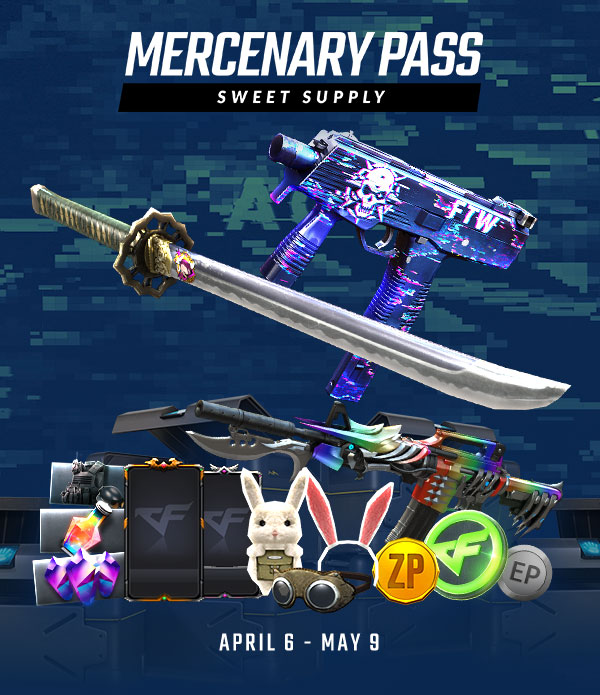 MERCENARY PASS
SWEET SUPPLY
FTW
R
ZP
EP
APRIL 6 - MAY 9